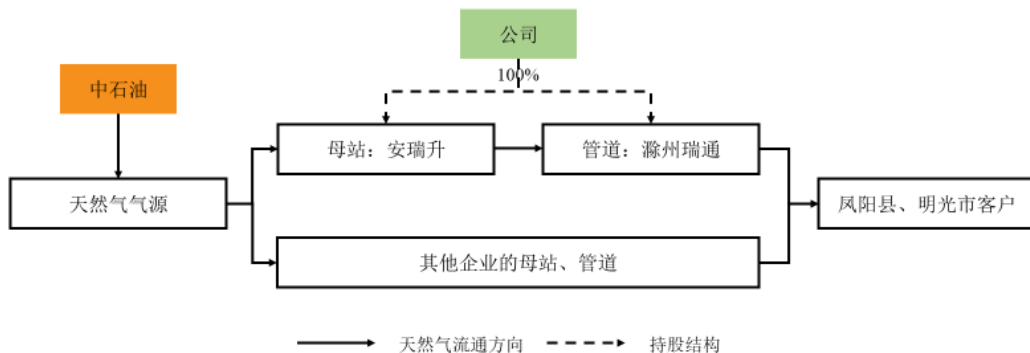 公司
100%
中石油
母站：安瑞升
管道：滁州瑞通
天然气气源
凤阳县、明光市客户
其他企业的母站、管道
天然气流通方向
持股结构